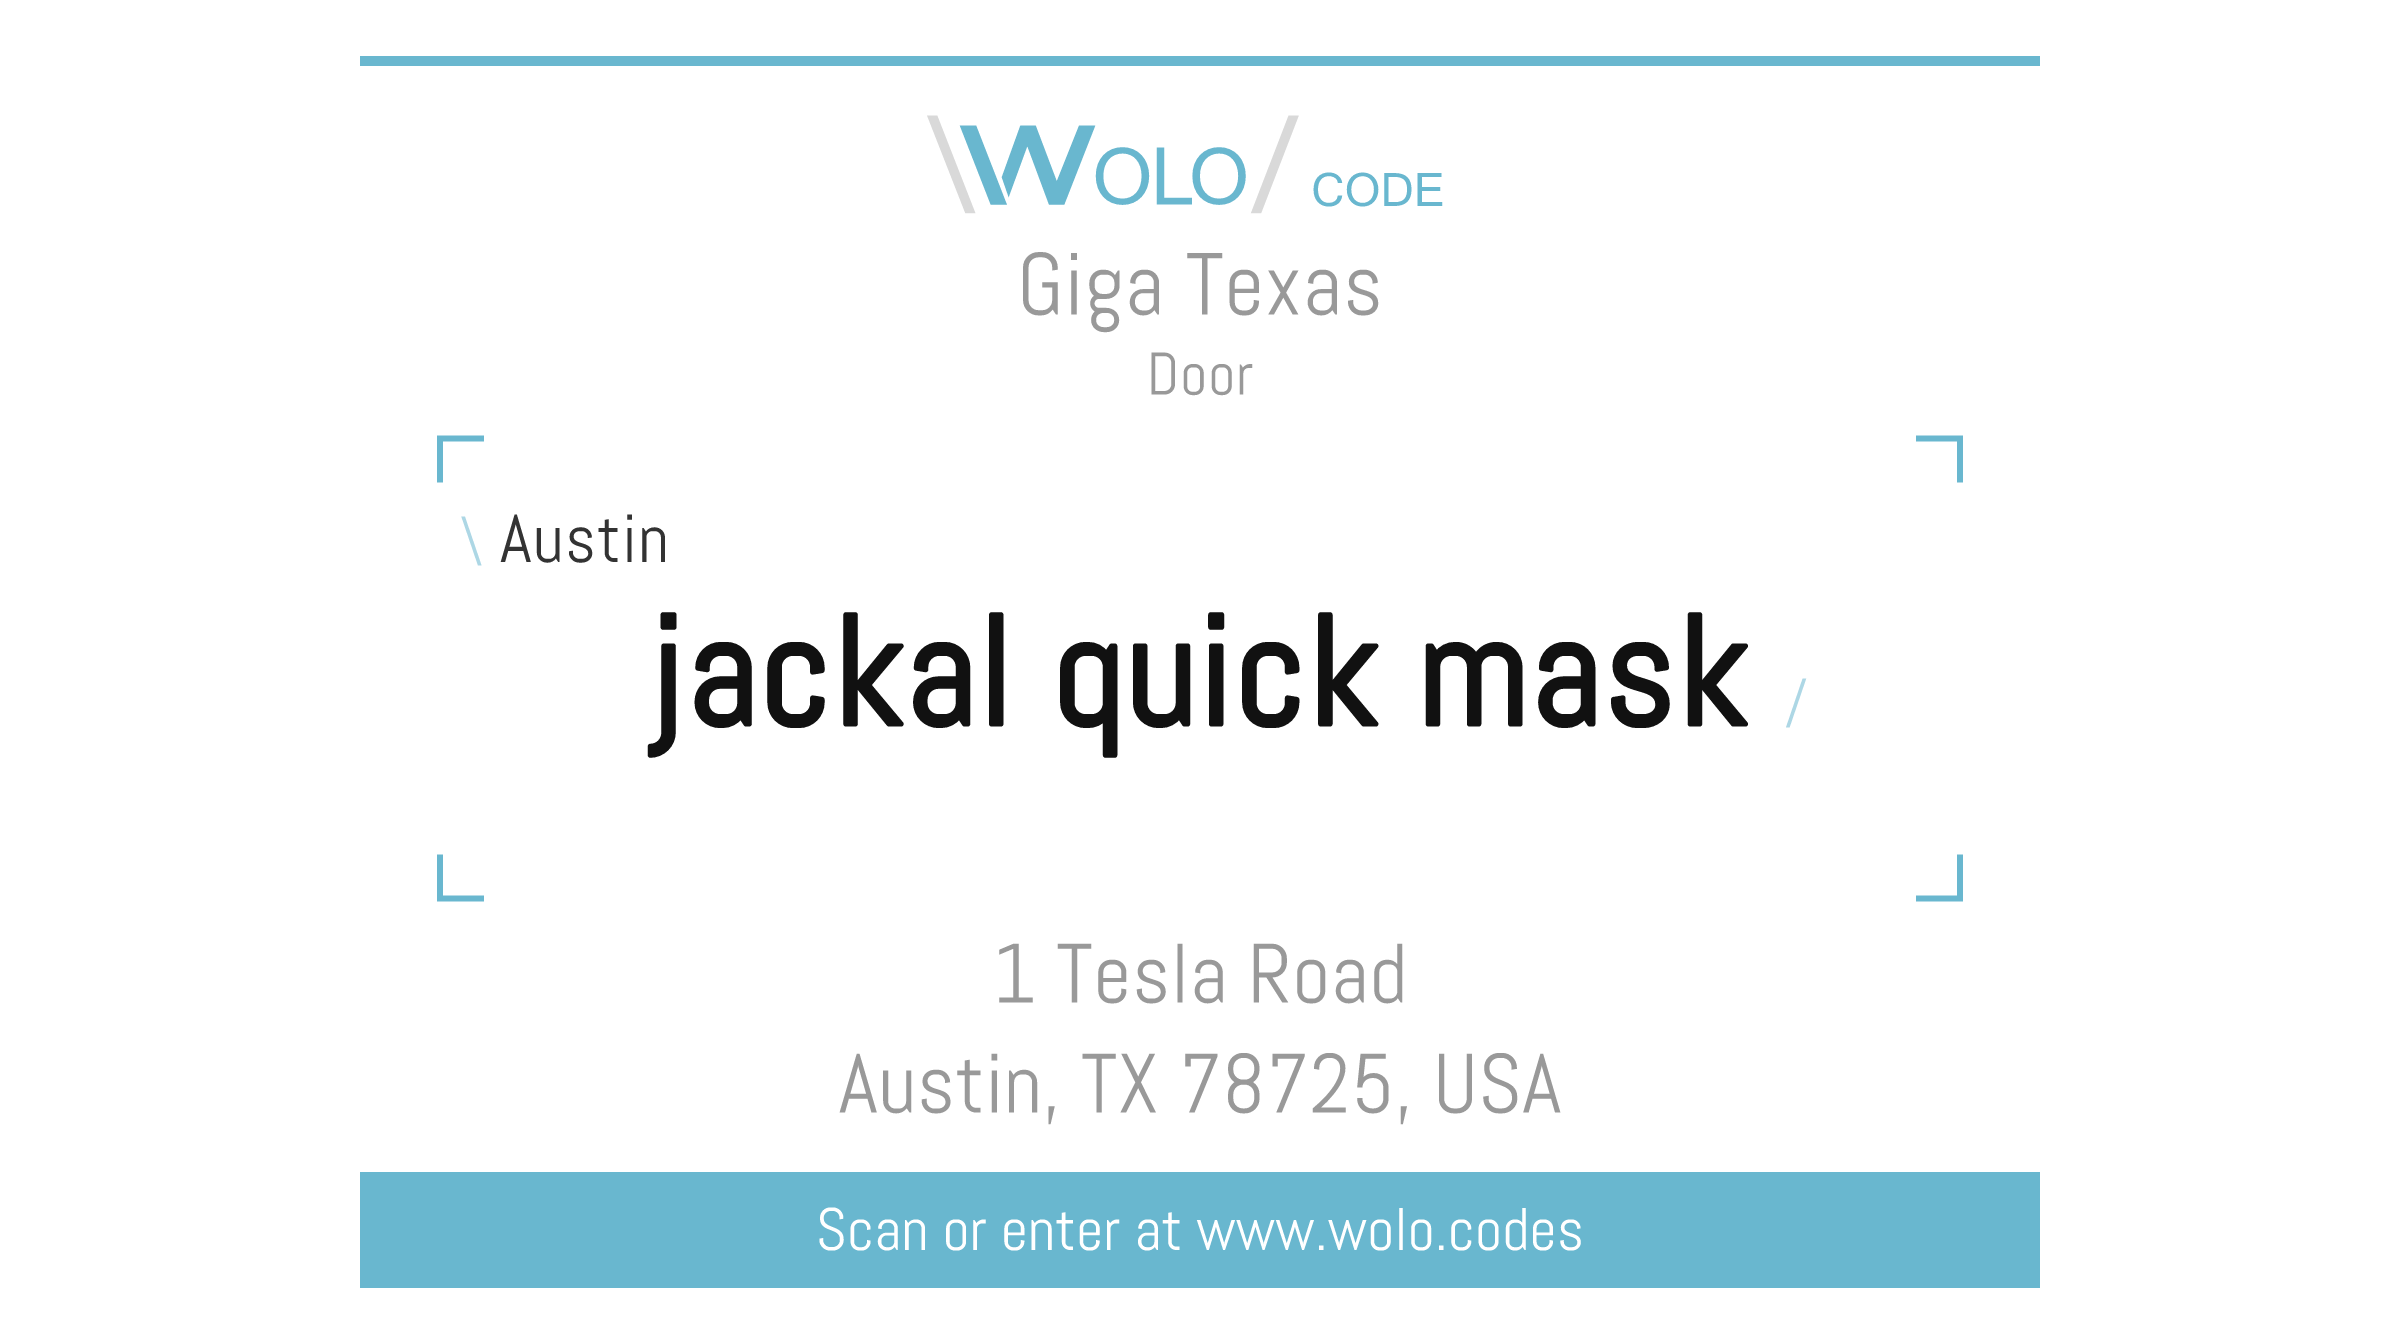 \WOLO/ CODE
Giga Texas
Door
\ Austin
jackal quick mask /
1 Tesla Road
Austin, TX 78725, USA
Scan or enter at www.wolo.codes